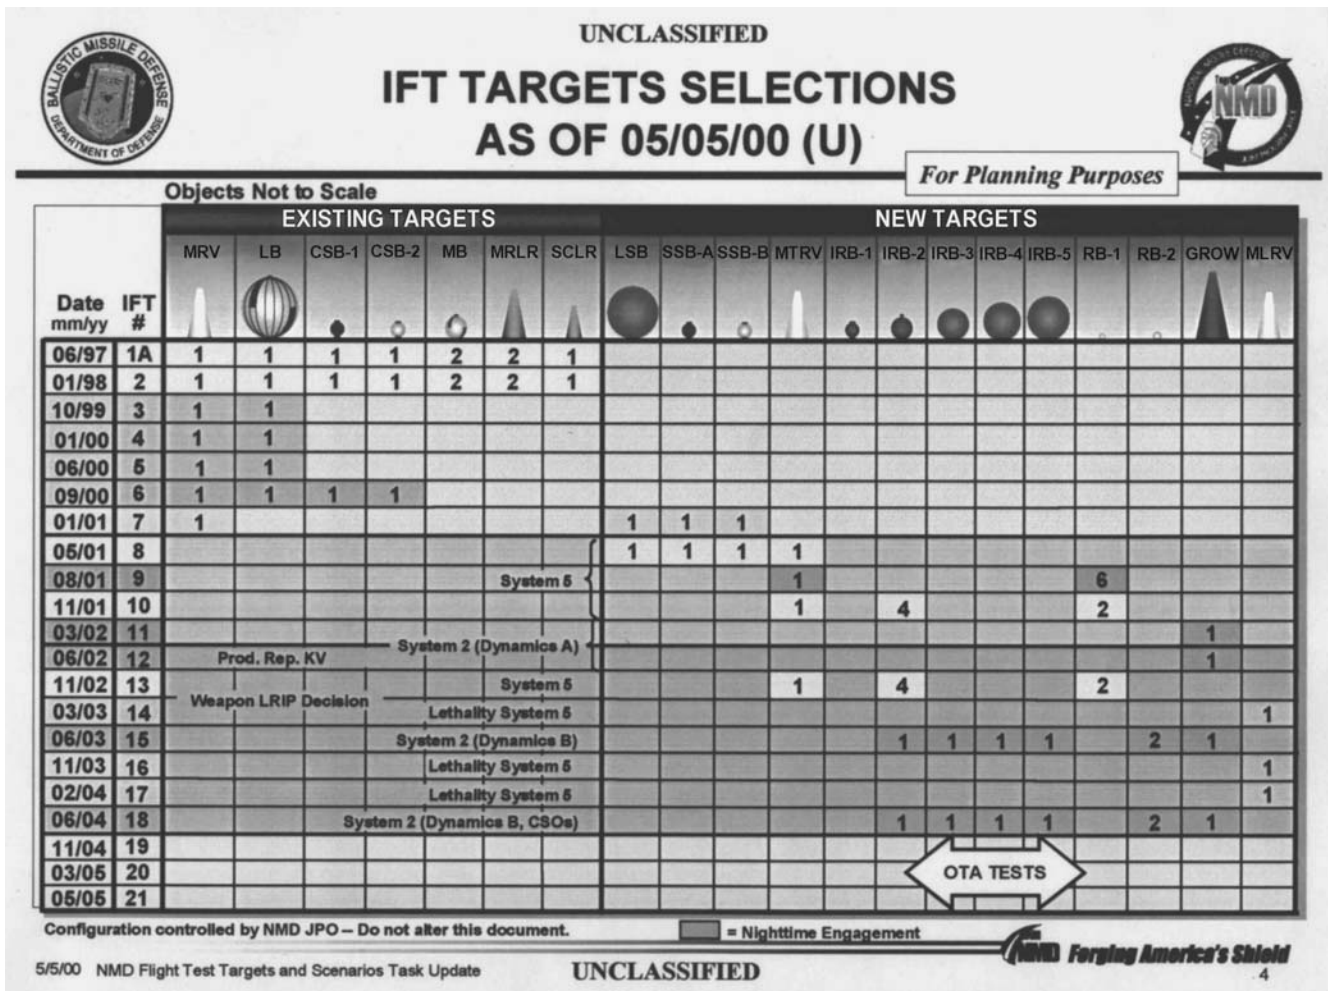 UNCLASSIFIED
BALLISTIC MISSILE DEFENSE
DEPARTMENT OF DEFENSE
NMD
IFT TARGETS SELECTIONS
AS OF 05/05/00 (U)
For Planning Purposes
Objects Not to Scale
EXISTING TARGETS NEW TARGETS
MRV LB CSB-1 CSB-2 MB MRLR SCLR LSB SSB-A SSB-B MTRV IRB-1 IRB-2 IRB-3 IRB-4 IRB-5 RB-1 RB-2 GROW MLRV
Date IFT
mm/yy #
06/97 1A 1 1 1 1 2 2 1
01/98 2 1 1 1 1 2 2 1
10/99 3 1 1
01/00 4 1 1
06/00 5 1 1
09/00 6 1 1 1 1
01/01 7 1 1 1 1
05/01 8 1 1 1 1
08/01 9 System 5 1 6
11/01 10 1 4 2
03/02 11 1
System 2 (Dynamics A)
06/02 12 Prod. Rep. KV 1
11/02 13 System 5 1 4 2
Weapon LRIP Decision
03/03 14 Lethality System 5 1
06/03 15 System 2 (Dynamics B) 1 1 1 1 2 1
11/03 16 Lethality System 5 1
02/04 17 Lethality System 5 1
06/04 18 System 2 (Dynamics B, CSOs) 1 1 1 1 2 1
11/04 19
03/05 20 OTA TESTS
05/05 21
Configuration controlled by NMD JPO – Do not alter this document. = Nighttime Engagement
NMD Forging America's Shield
5/5/00 NMD Flight Test Targets and Scenarios Task Update UNCLASSIFIED 4